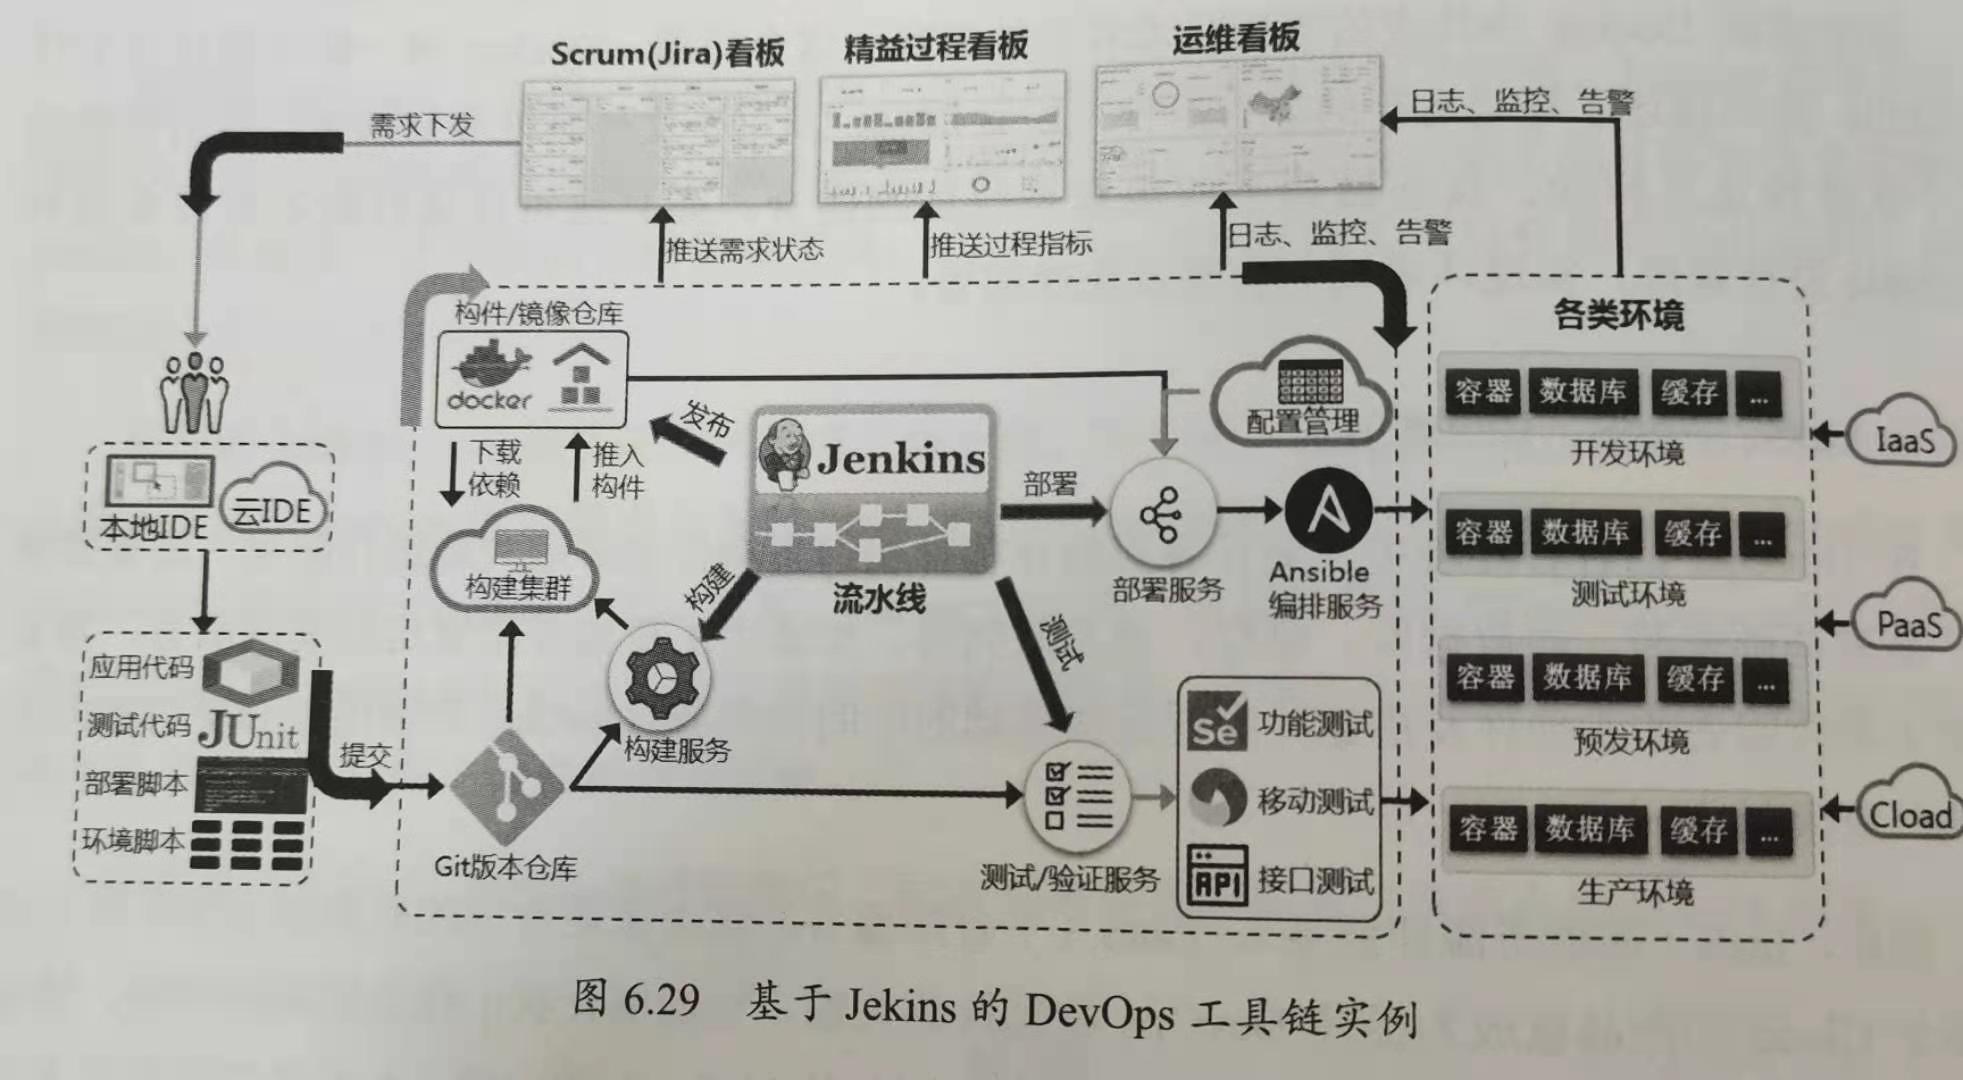 Scrum(Jira)看板
精益过程看板
运维看板
需求下发
日志、监控、告警
推送需求状态
推送过程指标
日志、监控、告警
构件/镜像仓库
docker
下载
依赖
推入
构件
发布
Jenkins
流水线
构建
部署
测试
配置管理
部署服务
Ansible
编排服务
本地IDE
云IDE
构建集群
构建服务
应用代码
测试代码
JUnit
部署脚本
环境脚本
提交
Git版本仓库
测试/验证服务
Se
功能测试
移动测试
API
接口测试
各类环境
容器 数据库 缓存 ...
开发环境
容器 数据库 缓存 ...
测试环境
容器 数据库 缓存 ...
预发环境
容器 数据库 缓存 ...
生产环境
IaaS
PaaS
Cload
图 6.29 基于 Jekins 的 DevOps 工具链实例